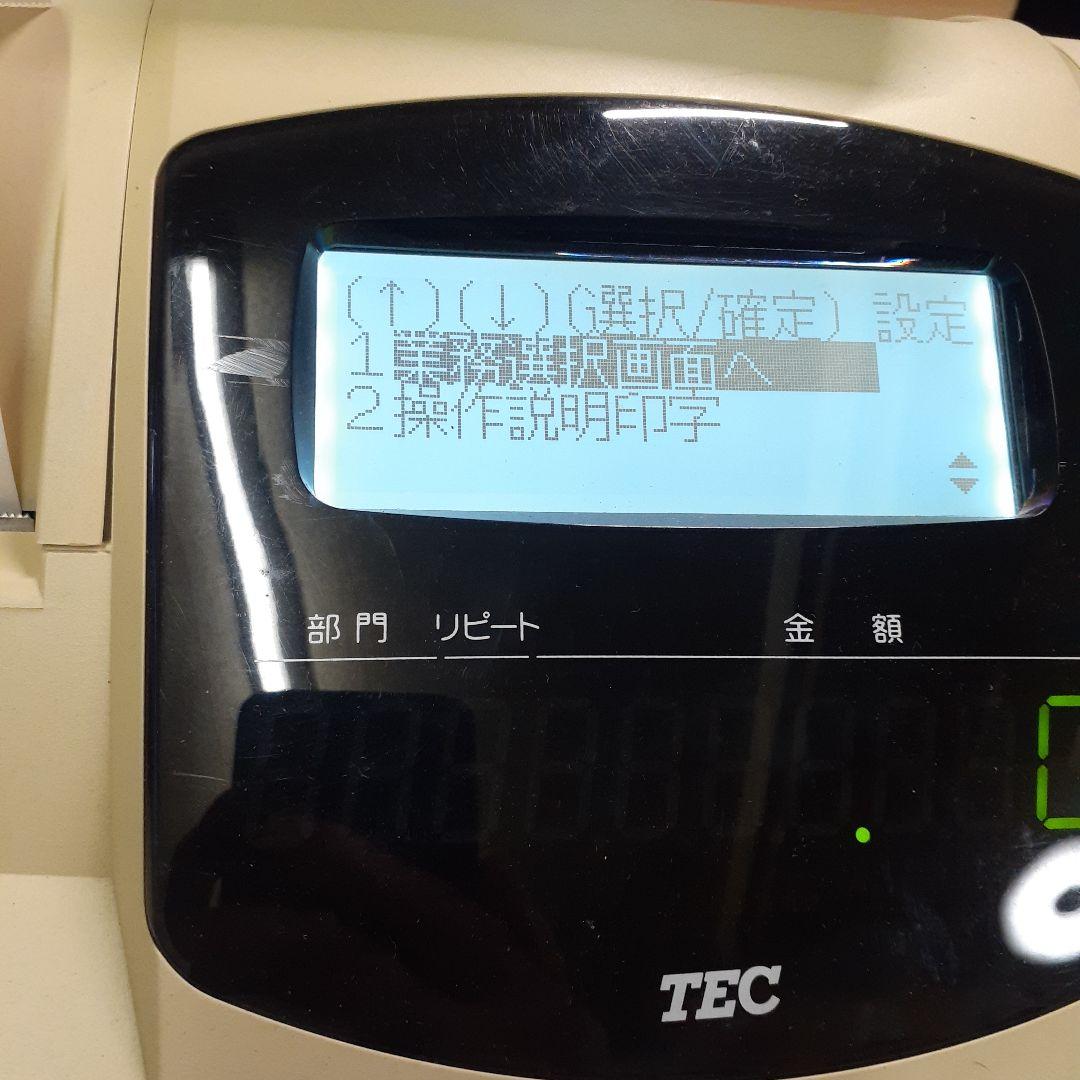 (↑)(↓)(G選択/確定) 設定
1業務選択画面へ
2操作説明印字
部門 リピート 金額
TEC